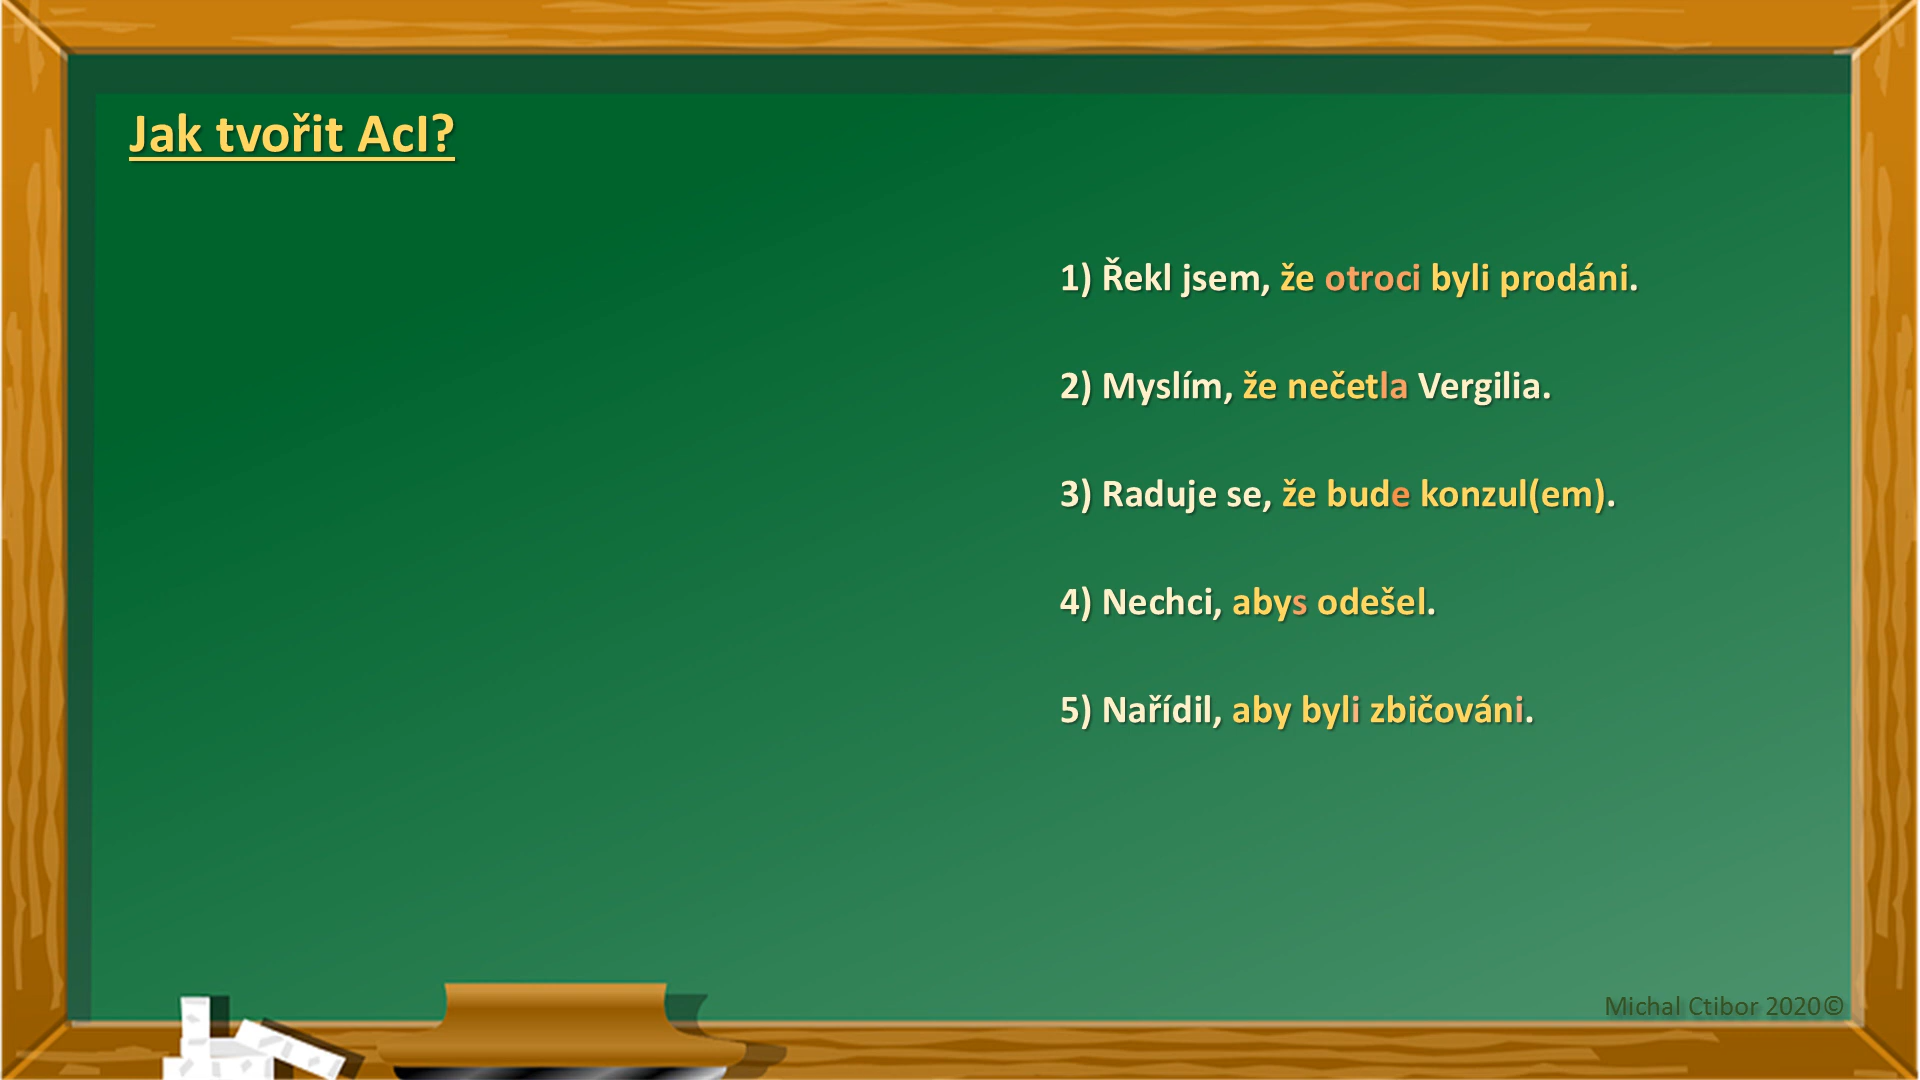 Jak tvořit AcI?
1) Řekl jsem, že otroci byli prodáni.
2) Myslím, že nečetla Vergilia.
3) Raduje se, že bude konzul(em).
4) Nechci, abys odešel.
5) Nařídil, aby byli zbičováni.
Michal Ctibor 2020©